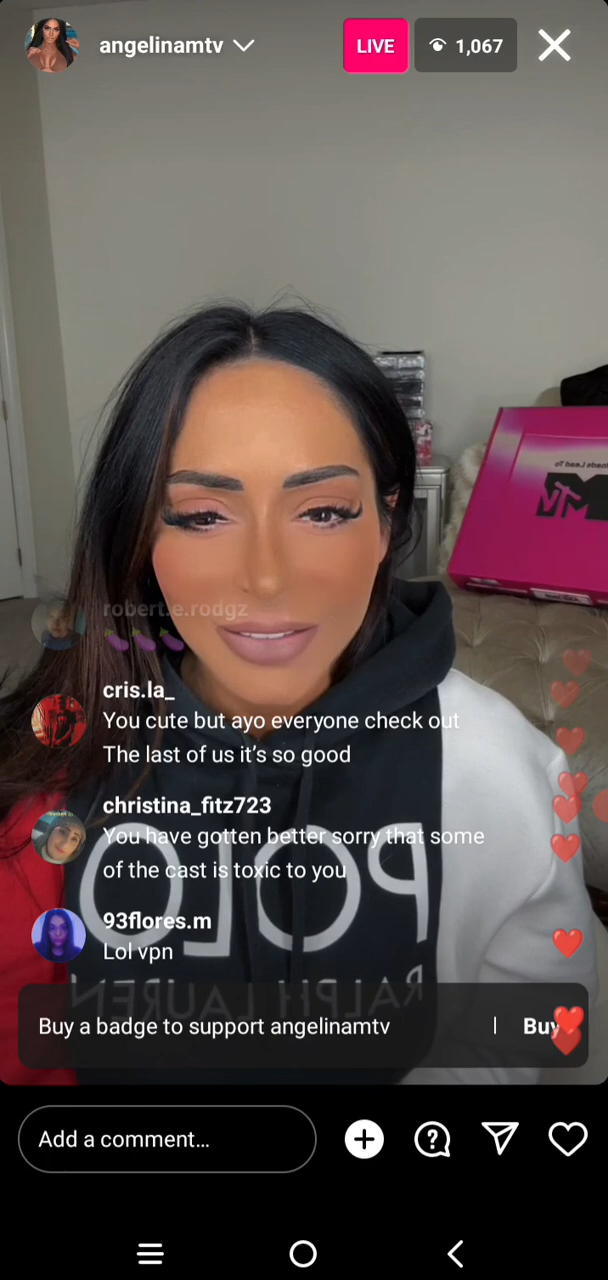 angelinamtv
LIVE
1,067
MTV
robert.e.rodgz
🍆🍆🍆
cris.la_
You cute but ayo everyone check out
The last of us it’s so good
christina_fitz723
You have gotten better sorry that some
of the cast is toxic to you
93flores.m
Lol vpn
POLO
RALPH LAUREN
Buy a badge to support angelinamtv
Buy
Add a comment...